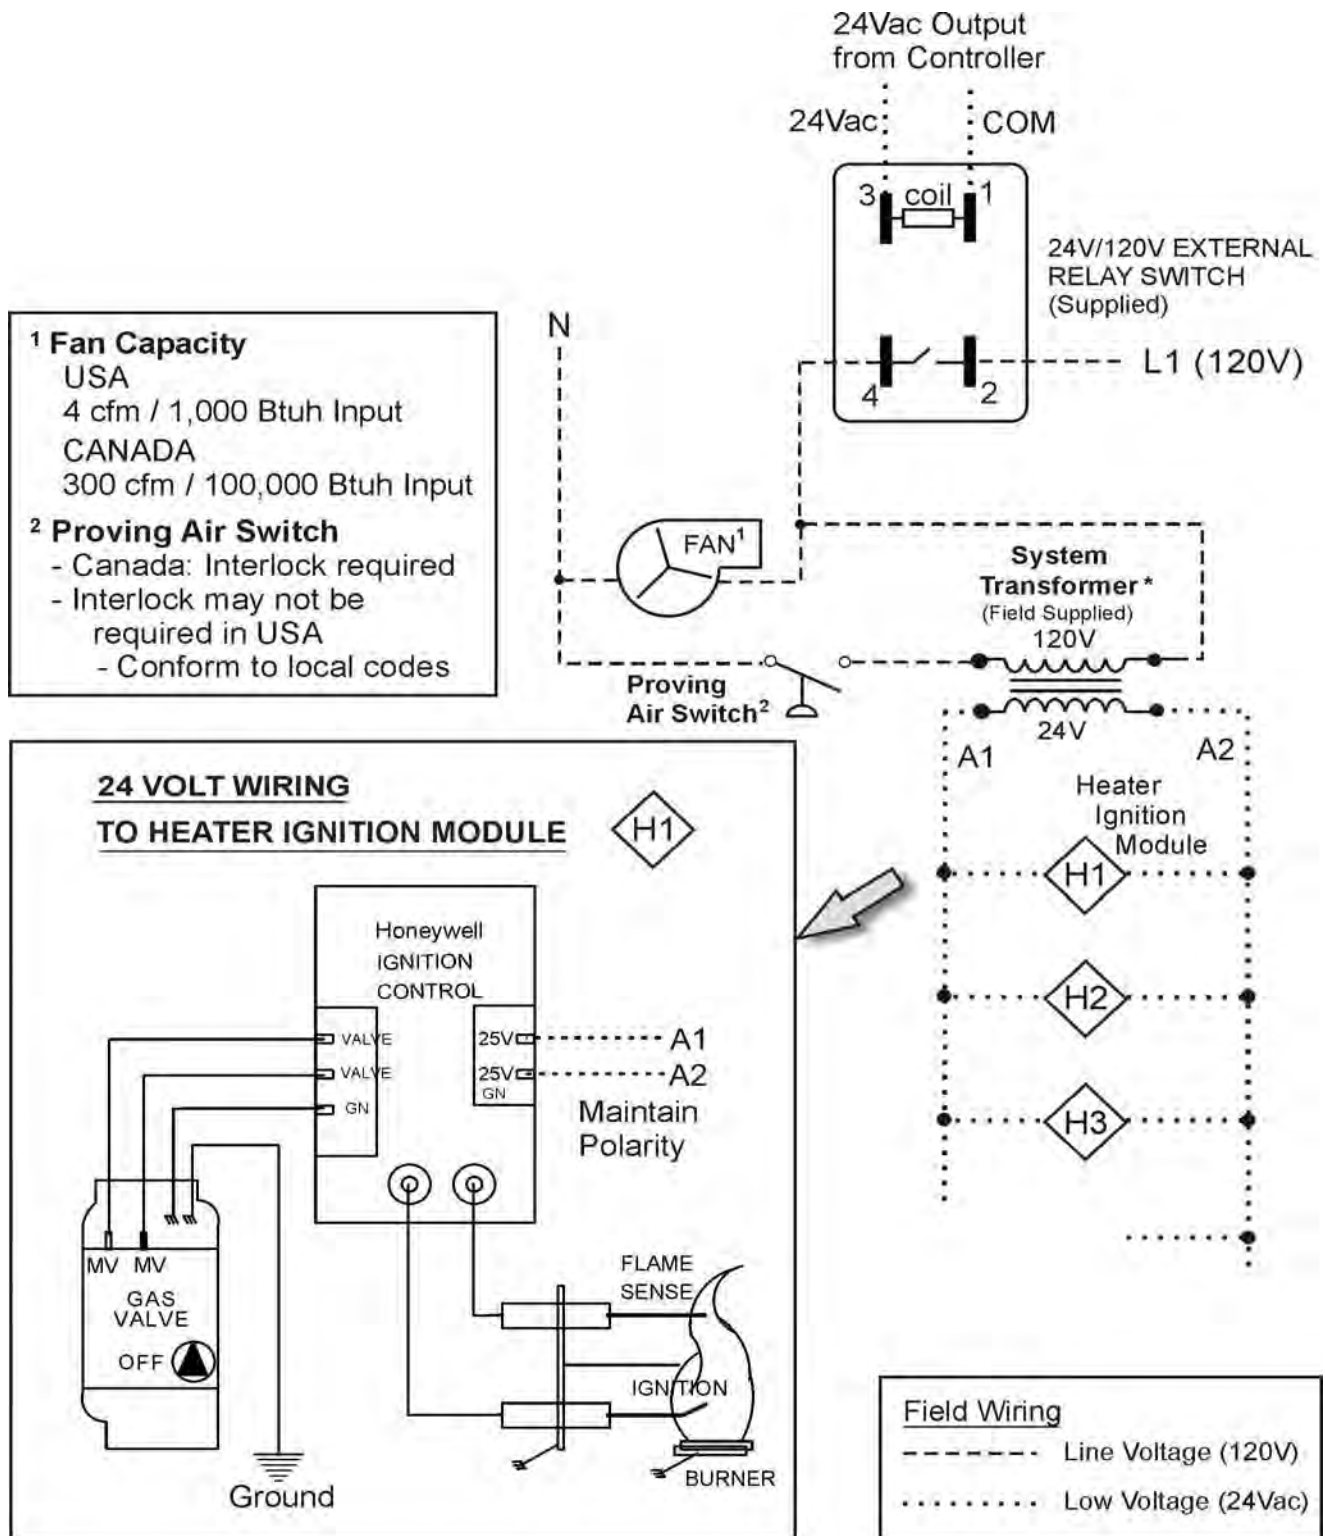 24Vac Output
from Controller
24Vac
COM
3
coil
1
24V/120V EXTERNAL
RELAY SWITCH
(Supplied)
4
2
L1 (120V)
N
¹ Fan Capacity
USA
4 cfm / 1,000 Btuh Input
CANADA
300 cfm / 100,000 Btuh Input
² Proving Air Switch
- Canada: Interlock required
- Interlock may not be
required in USA
- Conform to local codes
FAN¹
System
Transformer *
(Field Supplied)
120V
Proving
Air Switch²
24V
A1
A2
Heater
Ignition
Module
H1
H2
H3
24 VOLT WIRING
TO HEATER IGNITION MODULE
H1
Honeywell
IGNITION
CONTROL
VALVE
VALVE
GN
25V
25V
GN
A1
A2
Maintain
Polarity
MV MV
GAS
VALVE
OFF
Ground
FLAME
SENSE
IGNITION
BURNER
Field Wiring
Line Voltage (120V)
Low Voltage (24Vac)